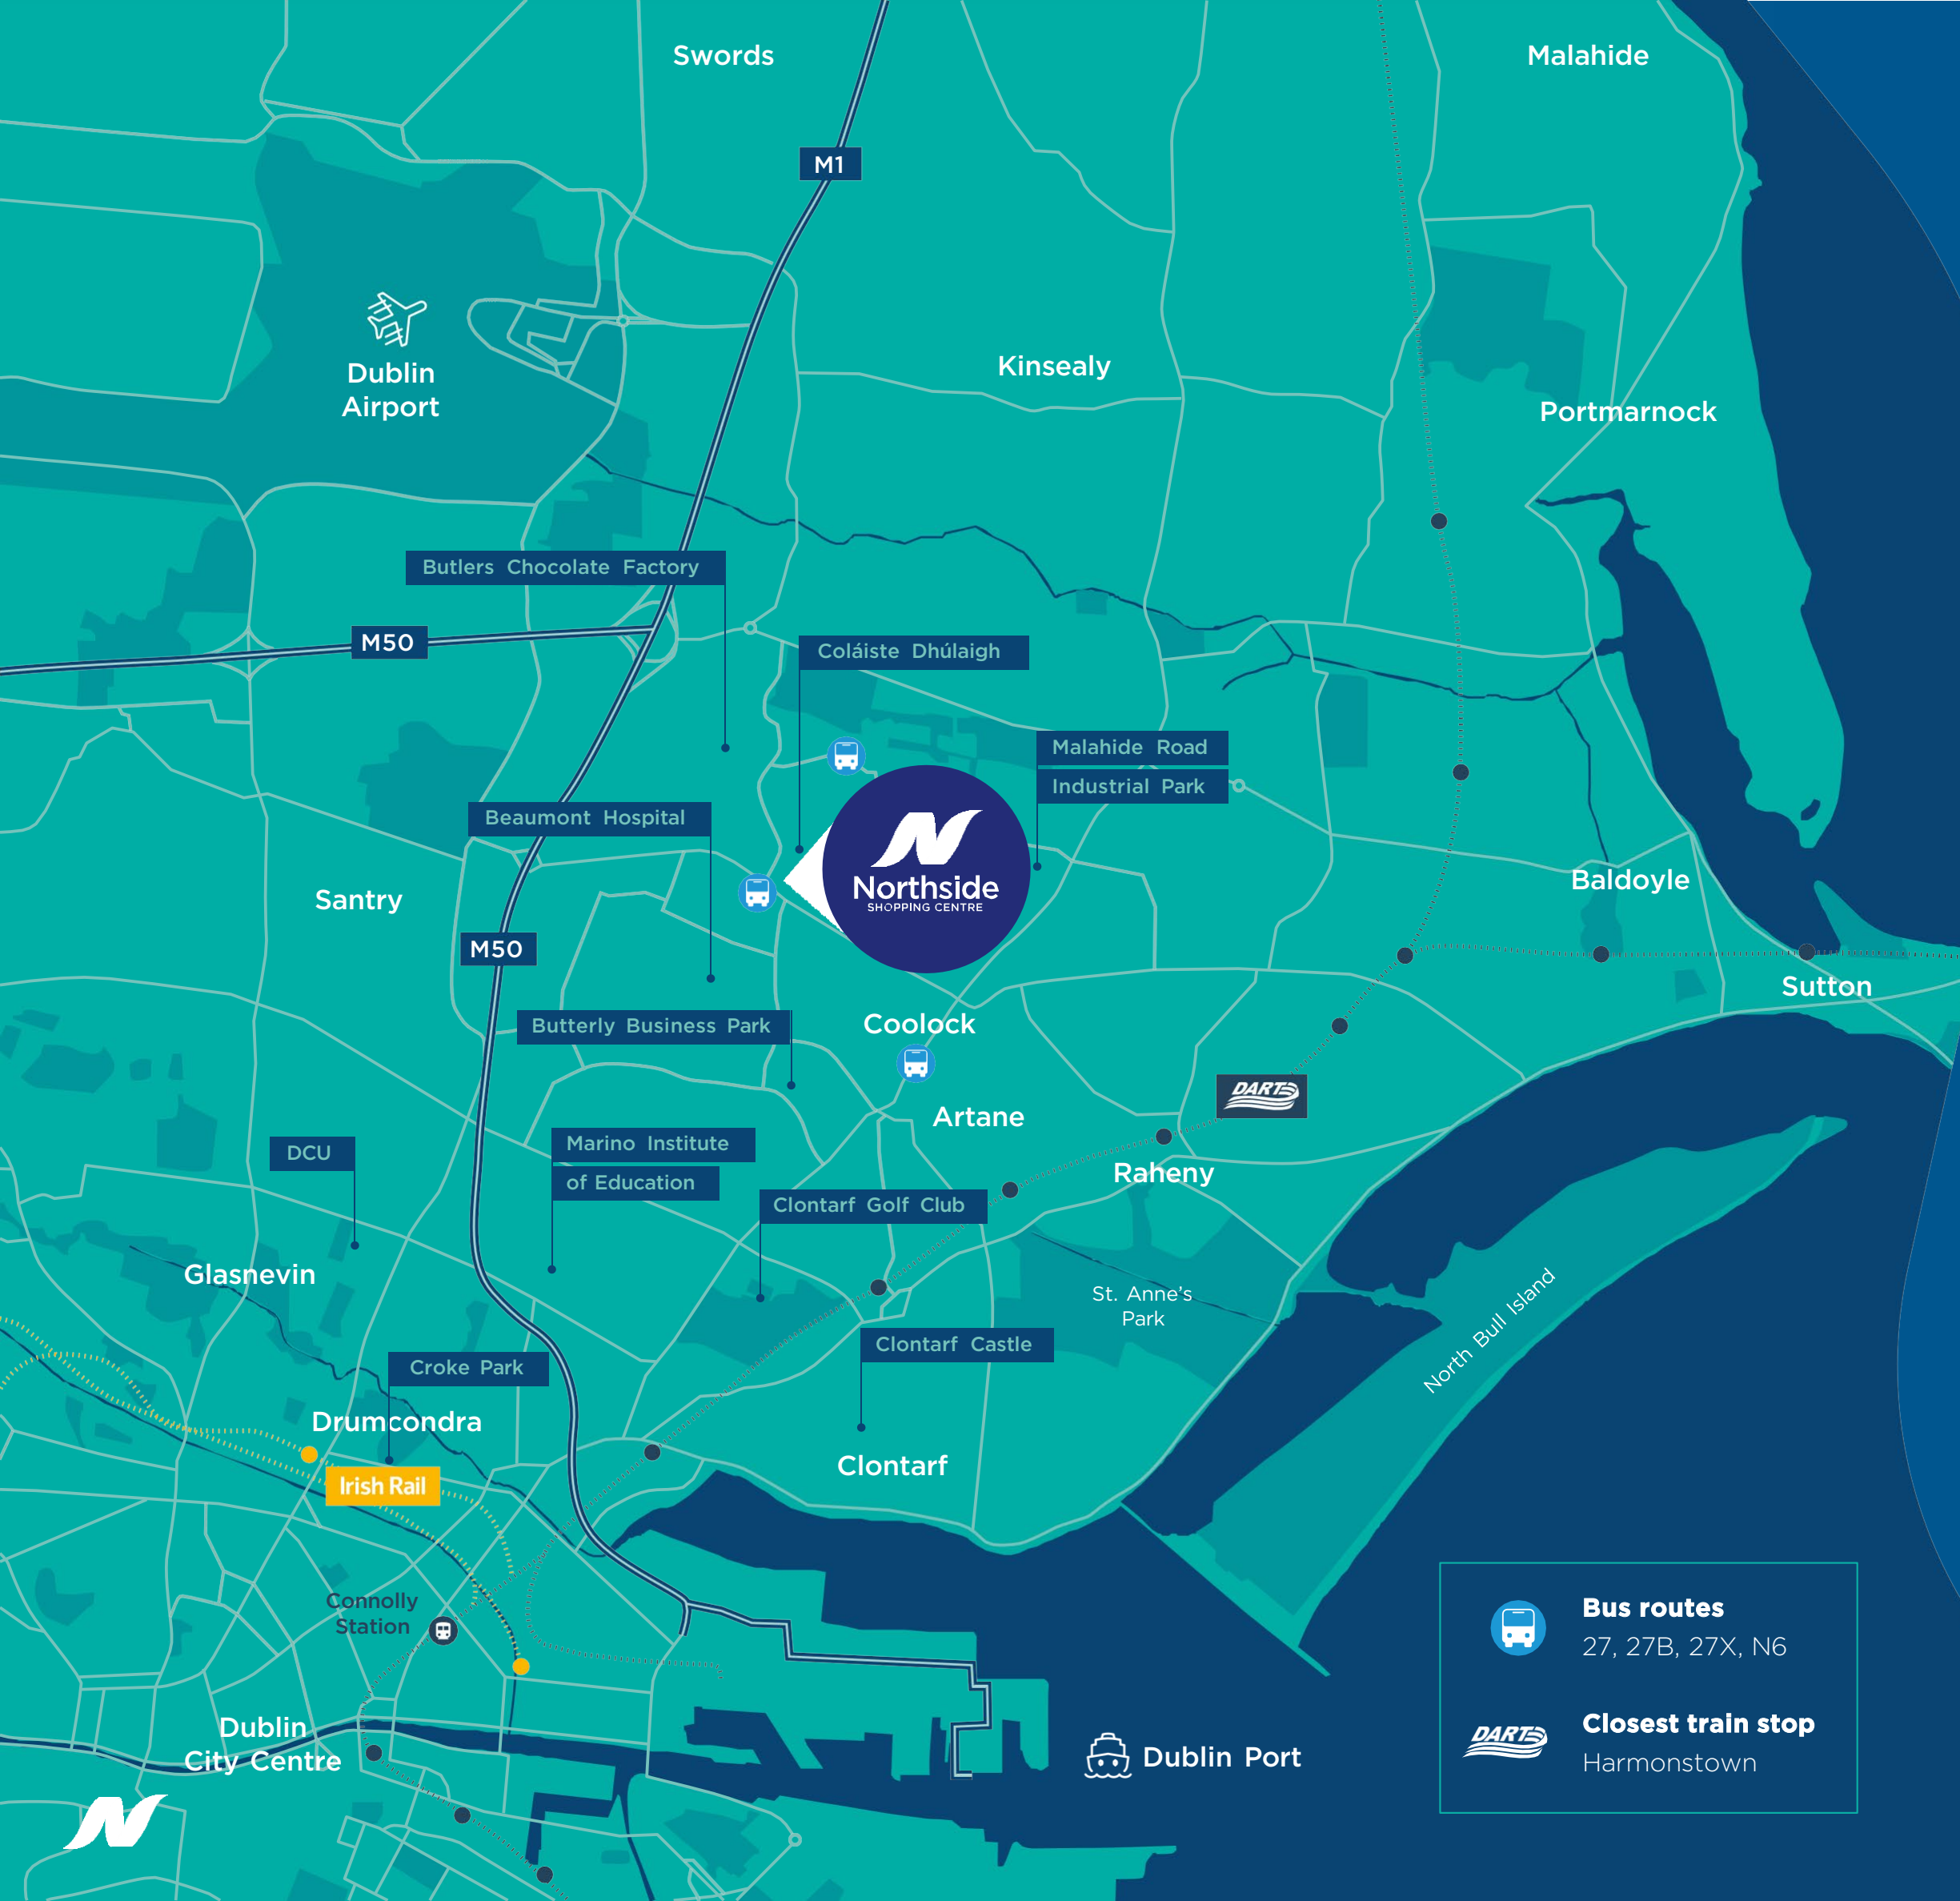 Swords
Malahide
M1
Dublin
Airport
Kinsealy
Portmarnock
Butlers Chocolate Factory
M50
Coláiste Dhúlaigh
Malahide Road
Industrial Park
Beaumont Hospital
Northside
SHOPPING CENTRE
Baldoyle
Santry
M50
Sutton
Butterly Business Park
Coolock
DART
Artane
Marino Institute
of Education
DCU
Raheny
Clontarf Golf Club
Glasnevin
St. Anne's
Park
North Bull Island
Clontarf Castle
Croke Park
Drumcondra
Clontarf
Irish Rail
Connolly
Station
Bus routes
27, 27B, 27X, N6
Dublin
City Centre
Dublin Port
DART
Closest train stop
Harmonstown